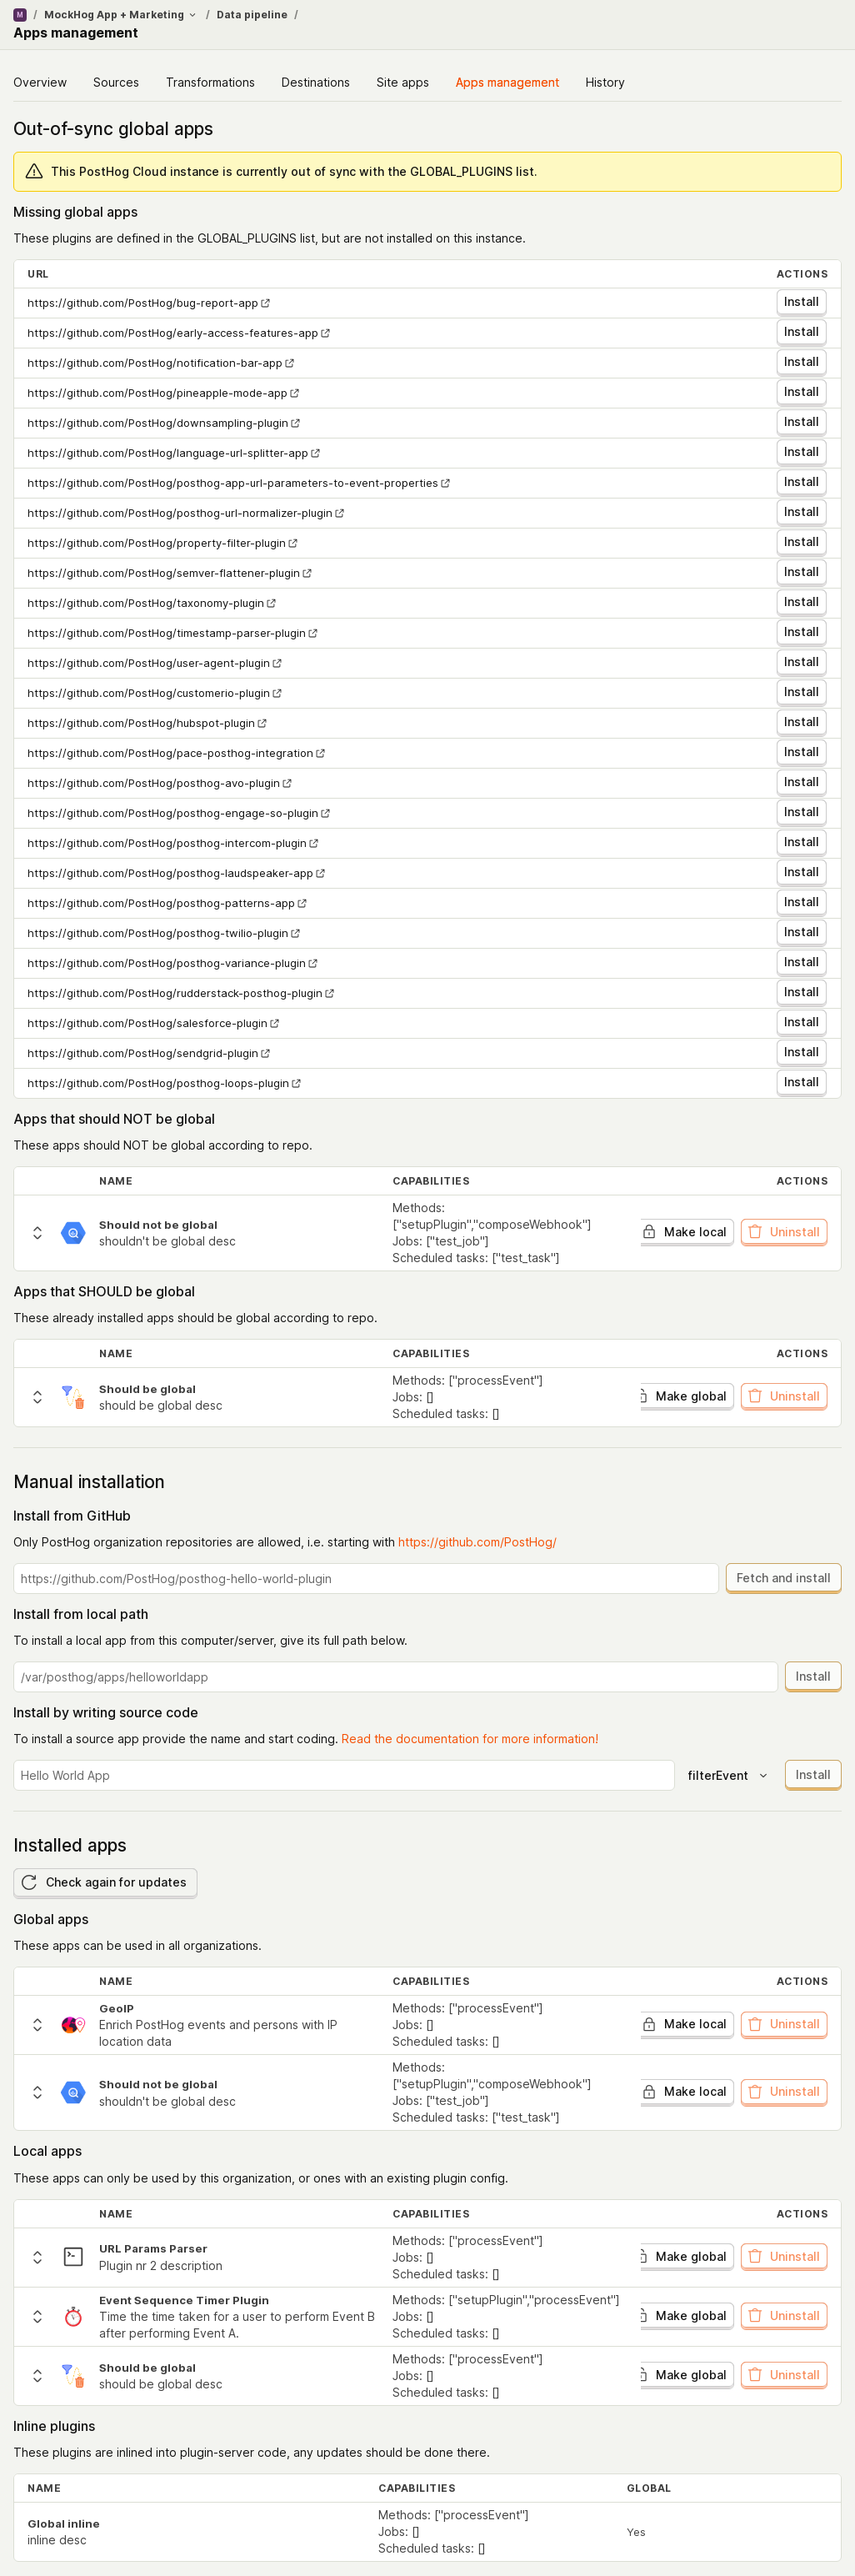 M / MockHog App + Marketing / Data pipeline /
Apps management
Overview Sources Transformations Destinations Site apps Apps management History
Out-of-sync global apps
This PostHog Cloud instance is currently out of sync with the GLOBAL_PLUGINS list.
Missing global apps
These plugins are defined in the GLOBAL_PLUGINS list, but are not installed on this instance.
URL ACTIONS
https://github.com/PostHog/bug-report-app Install
https://github.com/PostHog/early-access-features-app Install
https://github.com/PostHog/notification-bar-app Install
https://github.com/PostHog/pineapple-mode-app Install
https://github.com/PostHog/downsampling-plugin Install
https://github.com/PostHog/language-url-splitter-app Install
https://github.com/PostHog/posthog-app-url-parameters-to-event-properties Install
https://github.com/PostHog/posthog-url-normalizer-plugin Install
https://github.com/PostHog/property-filter-plugin Install
https://github.com/PostHog/semver-flattener-plugin Install
https://github.com/PostHog/taxonomy-plugin Install
https://github.com/PostHog/timestamp-parser-plugin Install
https://github.com/PostHog/user-agent-plugin Install
https://github.com/PostHog/customerio-plugin Install
https://github.com/PostHog/hubspot-plugin Install
https://github.com/PostHog/pace-posthog-integration Install
https://github.com/PostHog/posthog-avo-plugin Install
https://github.com/PostHog/posthog-engage-so-plugin Install
https://github.com/PostHog/posthog-intercom-plugin Install
https://github.com/PostHog/posthog-laudspeaker-app Install
https://github.com/PostHog/posthog-patterns-app Install
https://github.com/PostHog/posthog-twilio-plugin Install
https://github.com/PostHog/posthog-variance-plugin Install
https://github.com/PostHog/rudderstack-posthog-plugin Install
https://github.com/PostHog/salesforce-plugin Install
https://github.com/PostHog/sendgrid-plugin Install
https://github.com/PostHog/posthog-loops-plugin Install
Apps that should NOT be global
These apps should NOT be global according to repo.
NAME CAPABILITIES ACTIONS
Should not be global
shouldn't be global desc
Methods:
["setupPlugin","composeWebhook"]
Jobs: ["test_job"]
Scheduled tasks: ["test_task"]
Make local Uninstall
Apps that SHOULD be global
These already installed apps should be global according to repo.
NAME CAPABILITIES ACTIONS
Should be global
should be global desc
Methods: ["processEvent"]
Jobs: []
Scheduled tasks: []
Make global Uninstall
Manual installation
Install from GitHub
Only PostHog organization repositories are allowed, i.e. starting with https://github.com/PostHog/
https://github.com/PostHog/posthog-hello-world-plugin Fetch and install
Install from local path
To install a local app from this computer/server, give its full path below.
/var/posthog/apps/helloworldapp Install
Install by writing source code
To install a source app provide the name and start coding. Read the documentation for more information!
Hello World App filterEvent Install
Installed apps
Check again for updates
Global apps
These apps can be used in all organizations.
NAME CAPABILITIES ACTIONS
GeoIP
Enrich PostHog events and persons with IP
location data
Methods: ["processEvent"]
Jobs: []
Scheduled tasks: []
Make local Uninstall
Should not be global
shouldn't be global desc
Methods:
["setupPlugin","composeWebhook"]
Jobs: ["test_job"]
Scheduled tasks: ["test_task"]
Make local Uninstall
Local apps
These apps can only be used by this organization, or ones with an existing plugin config.
NAME CAPABILITIES ACTIONS
URL Params Parser
Plugin nr 2 description
Methods: ["processEvent"]
Jobs: []
Scheduled tasks: []
Make global Uninstall
Event Sequence Timer Plugin
Time the time taken for a user to perform Event B
after performing Event A.
Methods: ["setupPlugin","processEvent"]
Jobs: []
Scheduled tasks: []
Make global Uninstall
Should be global
should be global desc
Methods: ["processEvent"]
Jobs: []
Scheduled tasks: []
Make global Uninstall
Inline plugins
These plugins are inlined into plugin-server code, any updates should be done there.
NAME CAPABILITIES GLOBAL
Global inline
inline desc
Methods: ["processEvent"]
Jobs: []
Scheduled tasks: []
Yes